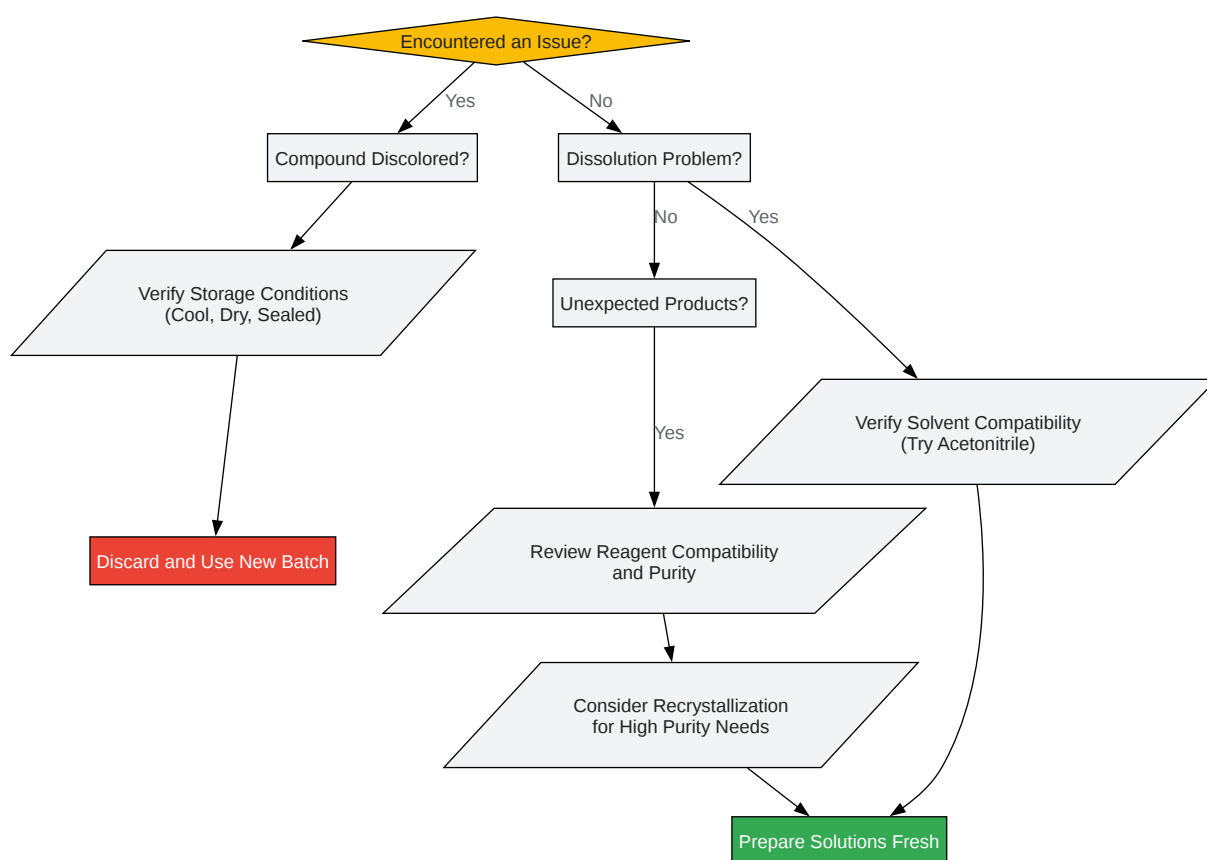 Encountered an Issue?
Yes
No
Compound Discolored?
Dissolution Problem?
No
Yes
Verify Storage Conditions
(Cool, Dry, Sealed)
Unexpected Products?
Verify Solvent Compatibility
(Try Acetonitrile)
Yes
Discard and Use New Batch
Review Reagent Compatibility
and Purity
Consider Recrystallization
for High Purity Needs
Prepare Solutions Fresh